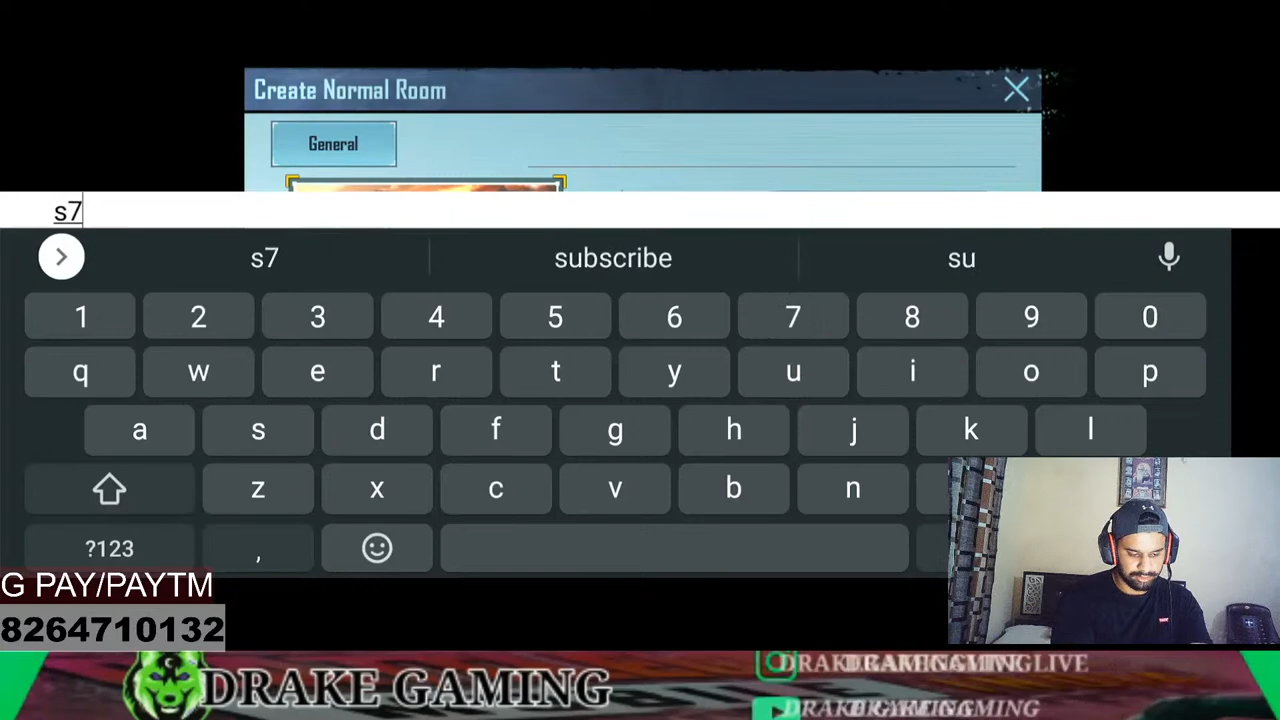 Create Normal Room
General
s7
s7 subscribe su
1 2 3 4 5 6 7 8 9 0
q w e r t y u i o p
a s d f g h j k l
z x c v b n
?123 ,
G PAY/PAYTM
8264710132
DRAKE GAMING